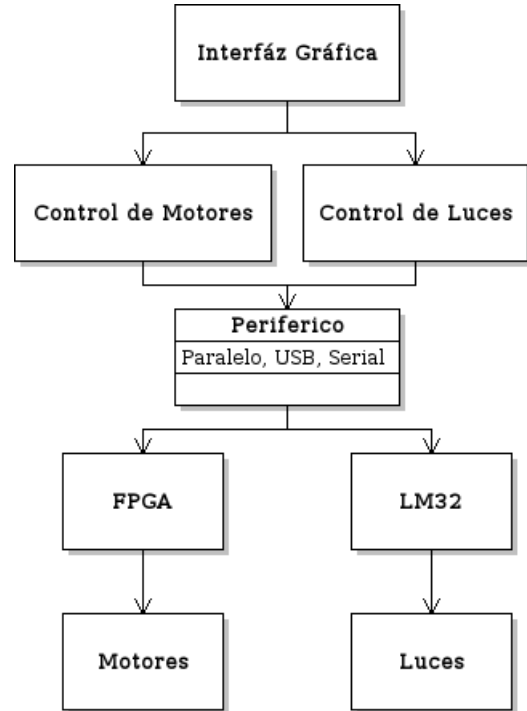 Interfáz Gráfica
Control de Motores
Control de Luces
Periferico
Paralelo, USB, Serial
FPGA
LM32
Motores
Luces